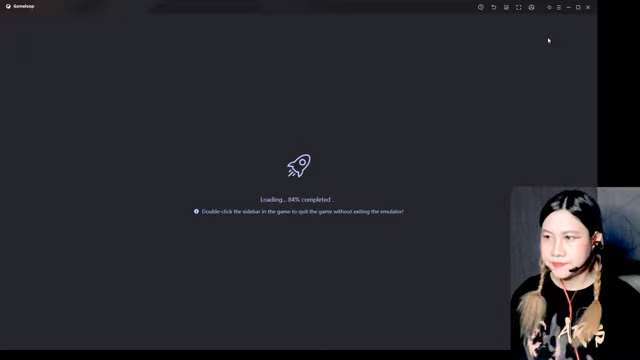 Gameloop
Loading... 84% completed .
Double-click the sidebar in the game to quit the game without exiting the emulator!